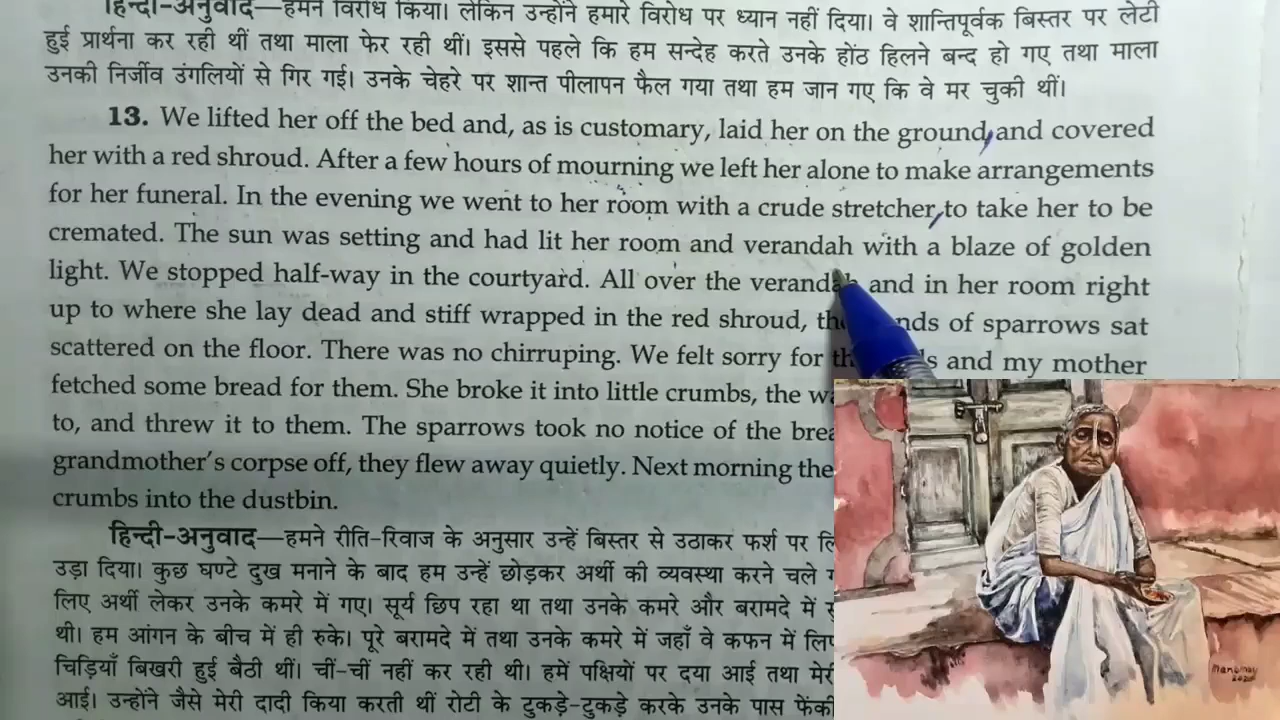 हिन्दी-अनुवाद—हमने विरोध किया। लेकिन उन्होंने हमारे विरोध पर ध्यान नहीं दिया। वे शान्तिपूर्वक बिस्तर पर लेटी
हुई प्रार्थना कर रही थीं तथा माला फेर रही थीं। इससे पहले कि हम सन्देह करते उनके होंठ हिलने बन्द हो गए तथा माला
उनकी निर्जीव उंगलियों से गिर गई। उनके चेहरे पर शान्त पीलापन फैल गया तथा हम जान गए कि वे मर चुकी थीं।
13. We lifted her off the bed and, as is customary, laid her on the ground and covered
her with a red shroud. After a few hours of mourning we left her alone to make arrangements
for her funeral. In the evening we went to her room with a crude stretcher to take her to be
cremated. The sun was setting and had lit her room and verandah with a blaze of golden
light. We stopped half-way in the courtyard. All over the verandah and in her room right
up to where she lay dead and stiff wrapped in the red shroud, of sparrows sat
scattered on the floor. There was no chirruping. We felt sorry for and my mother
fetched some bread for them. She broke it into little crumbs, the
to, and threw it to them. The sparrows took no notice of the
grandmother's corpse off, they flew away quietly. Next morning
crumbs into the dustbin.
हिन्दी-अनुवाद—हमने रीति-रिवाज के अनुसार उन्हें बिस्तर से उठाकर फर्श पर
उड़ा दिया। कुछ घण्टे दुख मनाने के बाद हम उन्हें छोड़कर अर्थी की व्यवस्था करने चले
लिए अर्थी लेकर उनके कमरे में गए। सूर्य छिप रहा था तथा उनके कमरे और बरामदे में
थी। हम आंगन के बीच में ही रुके। पूरे बरामदे में तथा उनके कमरे में जहाँ वे कफन में
चिड़ियाँ बिखरी हुई बैठी थीं। चीं-चीं नहीं कर रही थी। हमें पक्षियों पर दया आई तथा
आई। उन्होंने जैसे मेरी दादी किया करती थीं रोटी के टुकड़े-टुकड़े करके उनके पास फेंकी